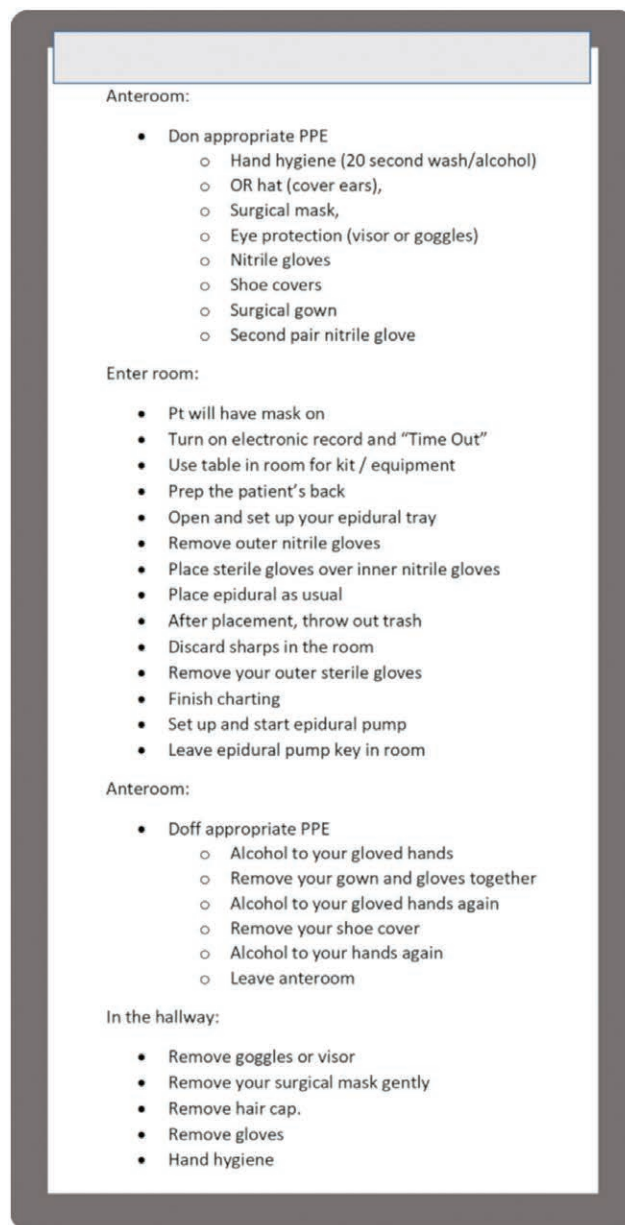 Anteroom:
• Don appropriate PPE
o Hand hygiene (20 second wash/alcohol)
o OR hat (cover ears),
o Surgical mask,
o Eye protection (visor or goggles)
o Nitrile gloves
o Shoe covers
o Surgical gown
o Second pair nitrile glove
Enter room:
• Pt will have mask on
• Turn on electronic record and “Time Out”
• Use table in room for kit / equipment
• Prep the patient’s back
• Open and set up your epidural tray
• Remove outer nitrile gloves
• Place sterile gloves over inner nitrile gloves
• Place epidural as usual
• After placement, throw out trash
• Discard sharps in the room
• Remove your outer sterile gloves
• Finish charting
• Set up and start epidural pump
• Leave epidural pump key in room
Anteroom:
• Doff appropriate PPE
o Alcohol to your gloved hands
o Remove your gown and gloves together
o Alcohol to your gloved hands again
o Remove your shoe cover
o Alcohol to your hands again
o Leave anteroom
In the hallway:
• Remove goggles or visor
• Remove your surgical mask gently
• Remove hair cap.
• Remove gloves
• Hand hygiene